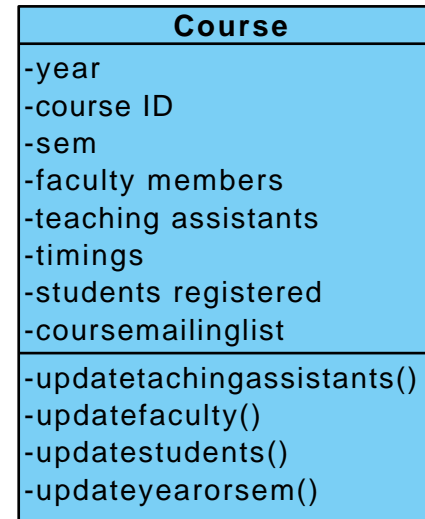 Course
-year
-course ID
-sem
-faculty members
-teaching assistants
-timings
-students registered
-coursemailinglist
-updatetachingassistants()
-updatefaculty()
-updatestudents()
-updateyearorsem()